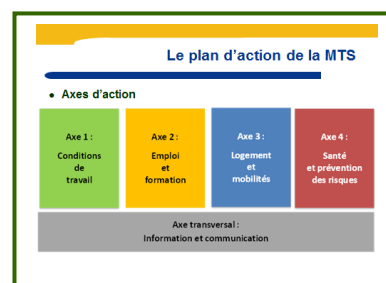 Le plan d'action de la MTS
• Axes d'action
Axe 1 :
Conditions
de
travail
Axe 2 :
Emploi
et
formation
Axe 3 :
Logement
et
mobilités
Axe 4 :
Santé
et prévention
des risques
Axe transversal :
Information et communication